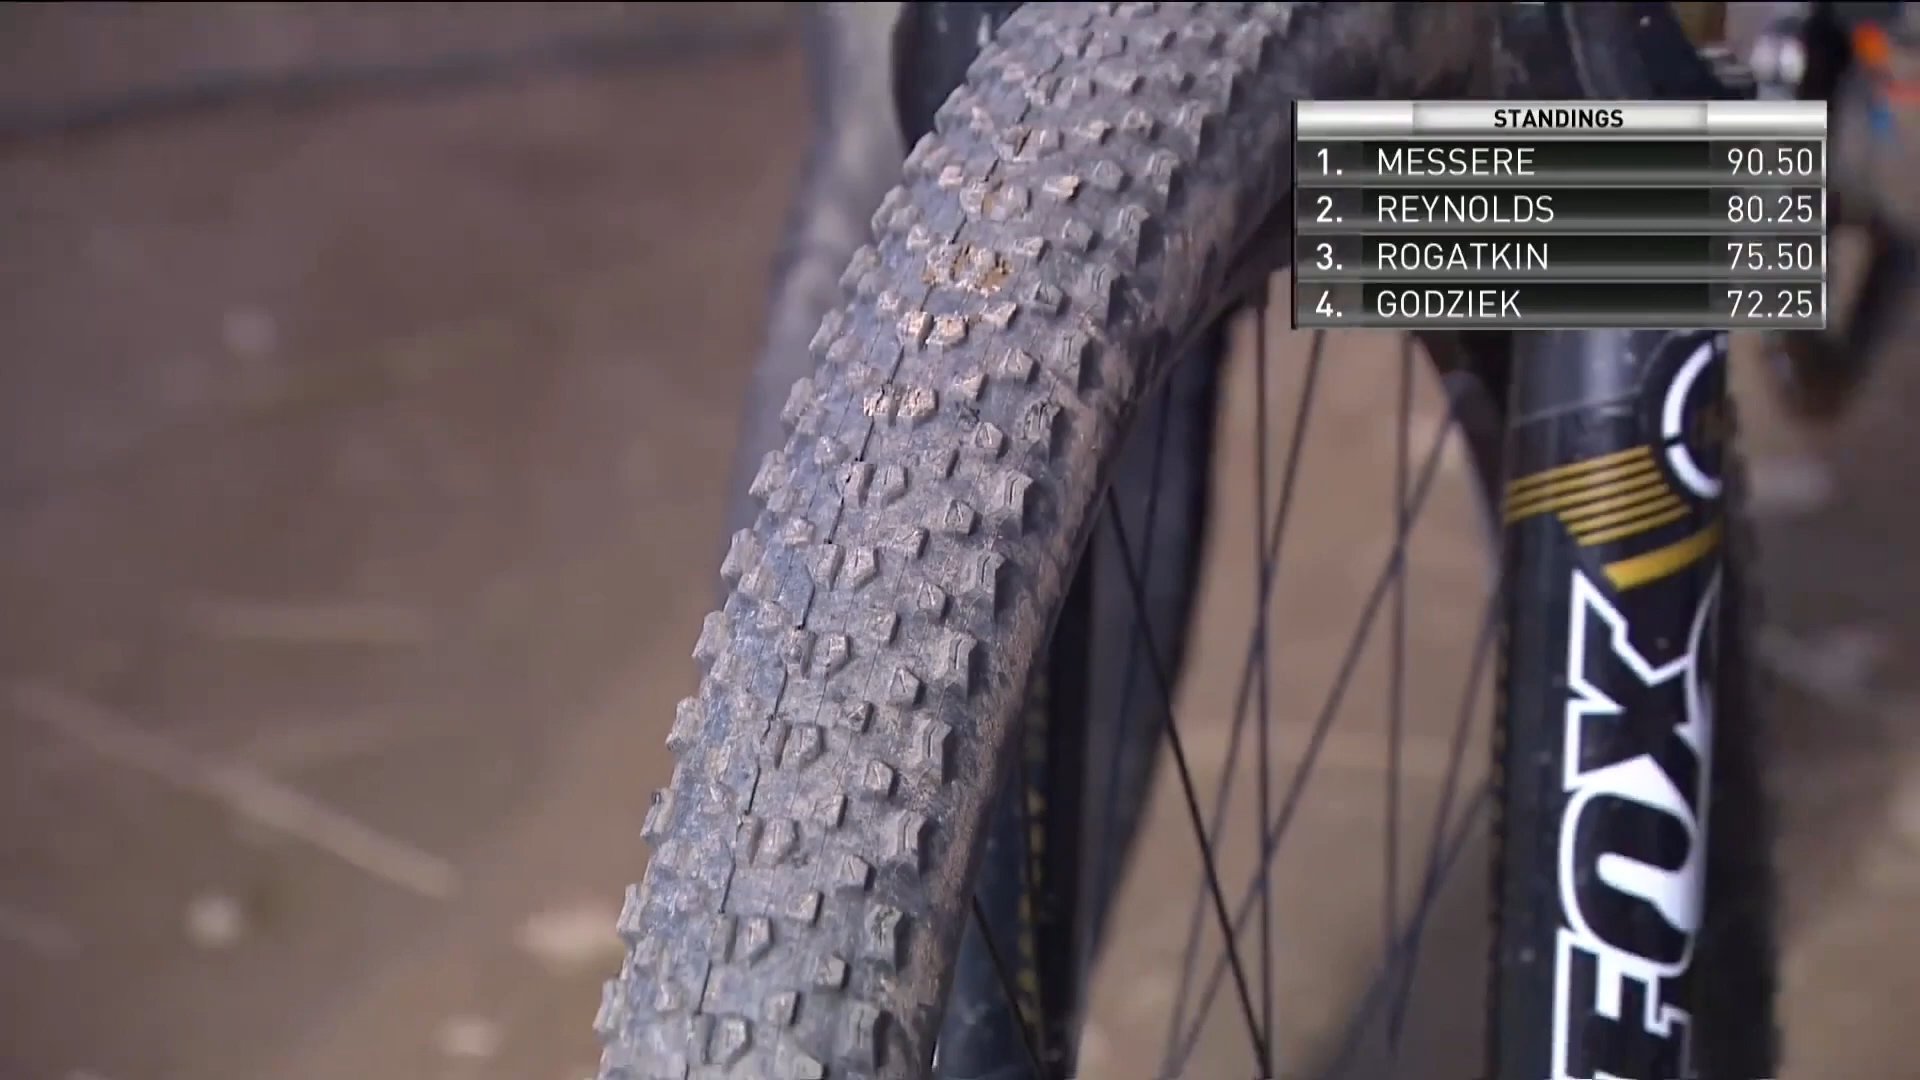 STANDINGS
1. MESSERE 90.50
2. REYNOLDS 80.25
3. ROGATKIN 75.50
4. GODZIEK 72.25
FOX